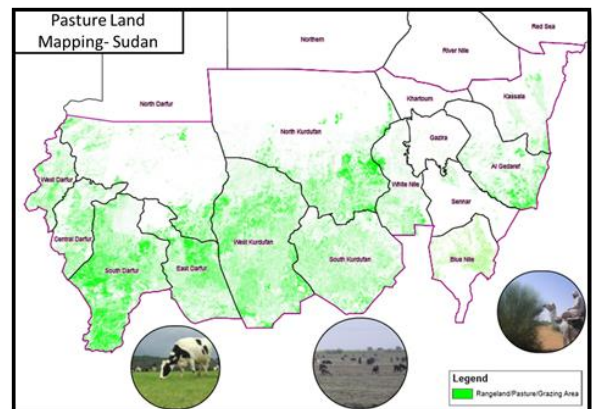 Pasture Land
Mapping- Sudan
Northern
Red Sea
River Nile
North Darfur
Khartoum
Kassala
North Kurdufan
Gazira
Al Gedaref
West Darfur
White Nile
Sennar
Central Darfur
South Darfur
East Darfur
West Kurdufan
South Kurdufan
Blue Nile
Legend
Rangeland/Pasture/Grazing Area